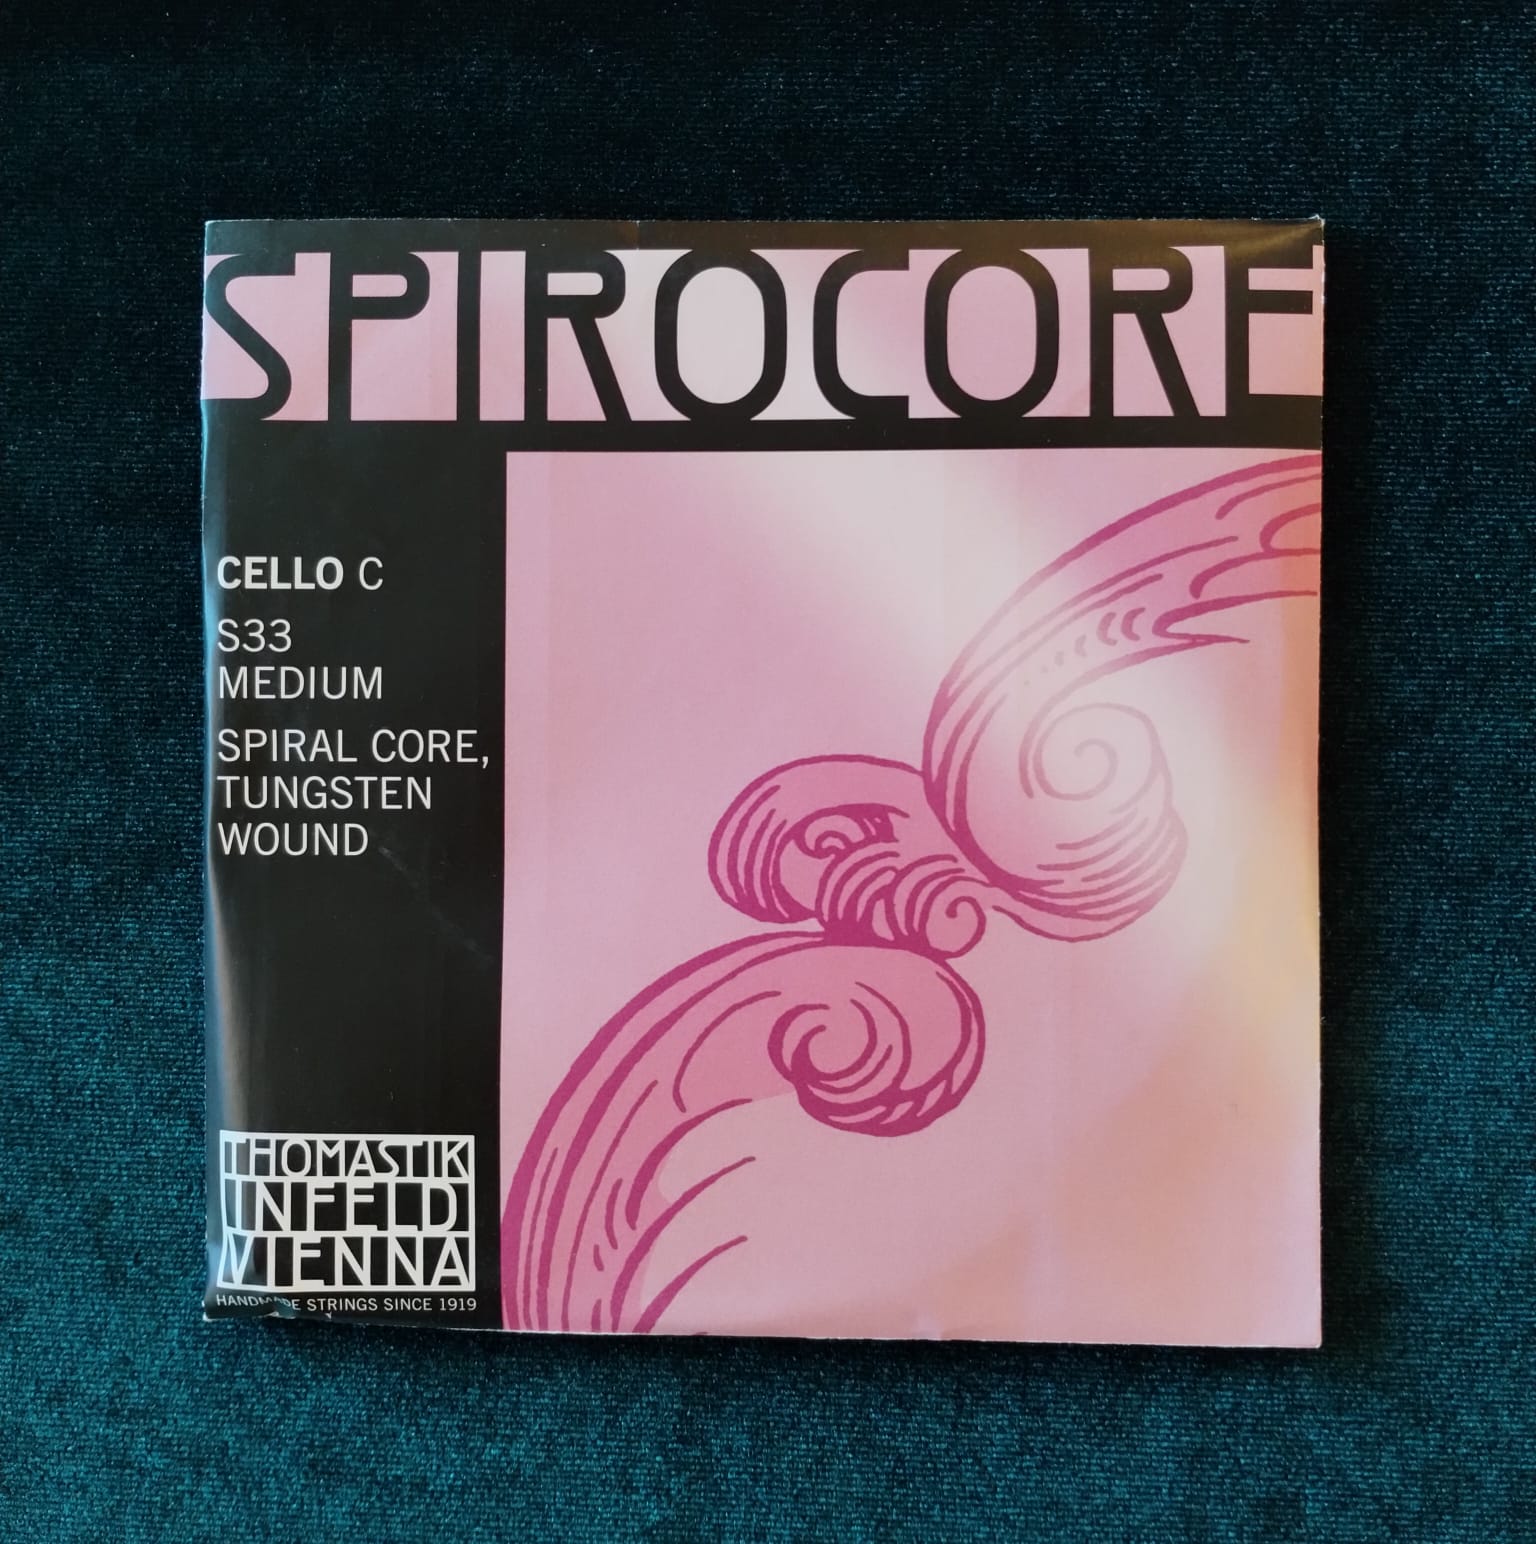 SPIROCORE
CELLO C
S33
MEDIUM
SPIRAL CORE,
TUNGSTEN
WOUND
THOMASTIK
INFELD
VIENNA
HANDMADE STRINGS SINCE 1919